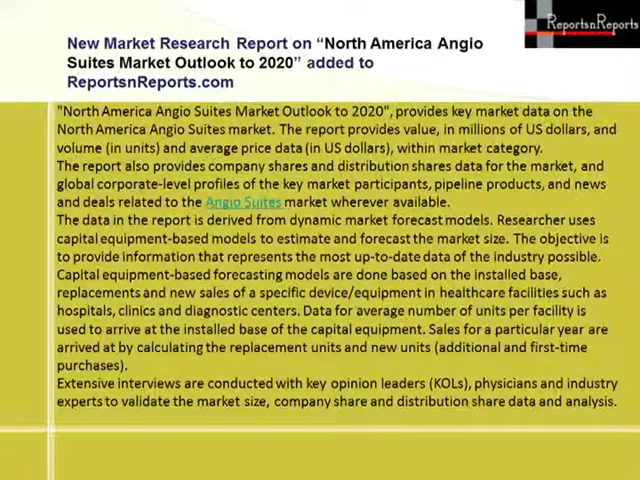 ReportsnReports
New Market Research Report on “North America Angio
Suites Market Outlook to 2020” added to
ReportsnReports.com
"North America Angio Suites Market Outlook to 2020", provides key market data on the
North America Angio Suites market. The report provides value, in millions of US dollars, and
volume (in units) and average price data (in US dollars), within market category.
The report also provides company shares and distribution shares data for the market, and
global corporate-level profiles of the key market participants, pipeline products, and news
and deals related to the Angio Suites market wherever available.
The data in the report is derived from dynamic market forecast models. Researcher uses
capital equipment-based models to estimate and forecast the market size. The objective is
to provide information that represents the most up-to-date data of the industry possible.
Capital equipment-based forecasting models are done based on the installed base,
replacements and new sales of a specific device/equipment in healthcare facilities such as
hospitals, clinics and diagnostic centers. Data for average number of units per facility is
used to arrive at the installed base of the capital equipment. Sales for a particular year are
arrived at by calculating the replacement units and new units (additional and first-time
purchases).
Extensive interviews are conducted with key opinion leaders (KOLs), physicians and industry
experts to validate the market size, company share and distribution share data and analysis.